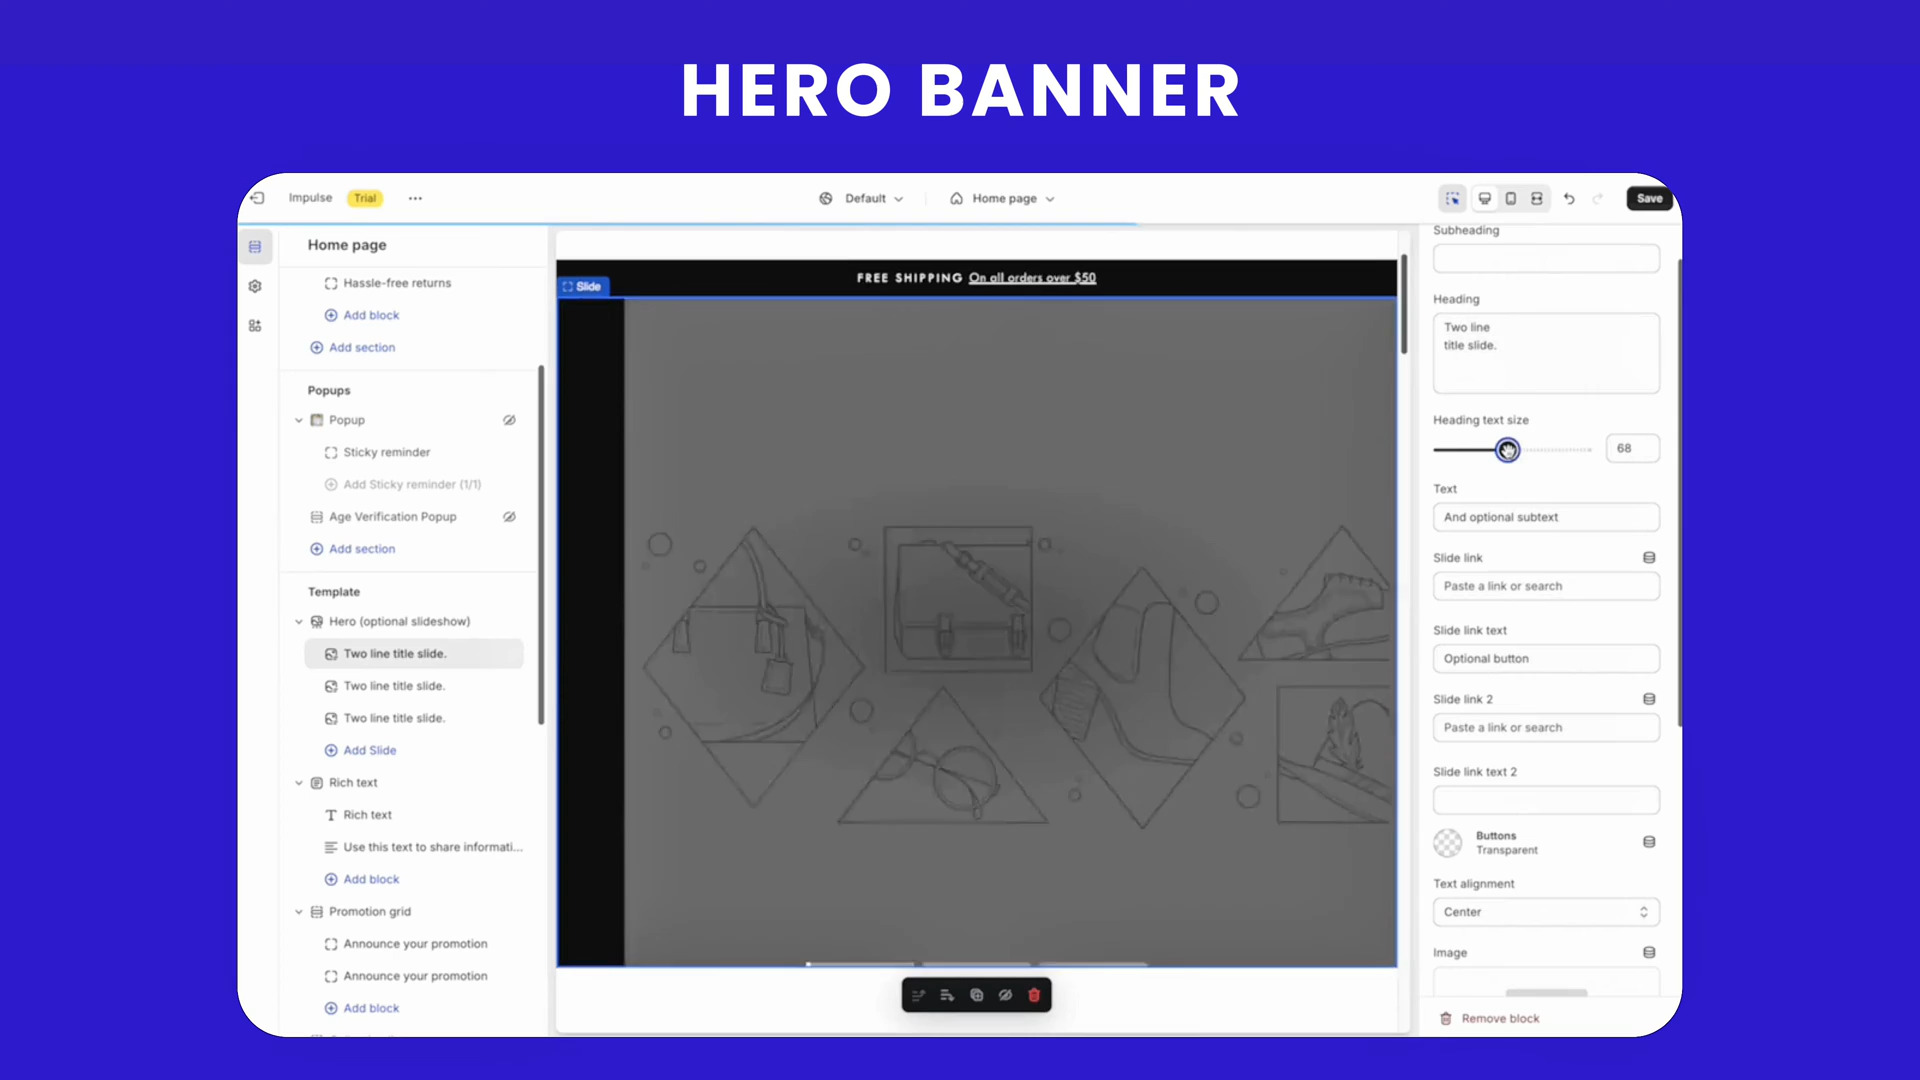 HERO BANNER
Impulse
Trial
Default
Home page
Save
Home page
Hassle-free returns
Add block
Add section
Popups
Popup
Sticky reminder
Add Sticky reminder (1/1)
Age Verification Popup
Add section
Template
Hero (optional slideshow)
Two line title slide.
Two line title slide.
Two line title slide.
Add Slide
Rich text
Rich text
Use this text to share informati...
Add block
Promotion grid
Announce your promotion
Announce your promotion
Add block
FREE SHIPPING On all orders over $50
Slide
Subheading
Heading
Two line
title slide.
Heading text size
68
Text
And optional subtext
Slide link
Paste a link or search
Slide link text
Optional button
Slide link 2
Paste a link or search
Slide link text 2
Buttons
Transparent
Text alignment
Center
Image
Remove block